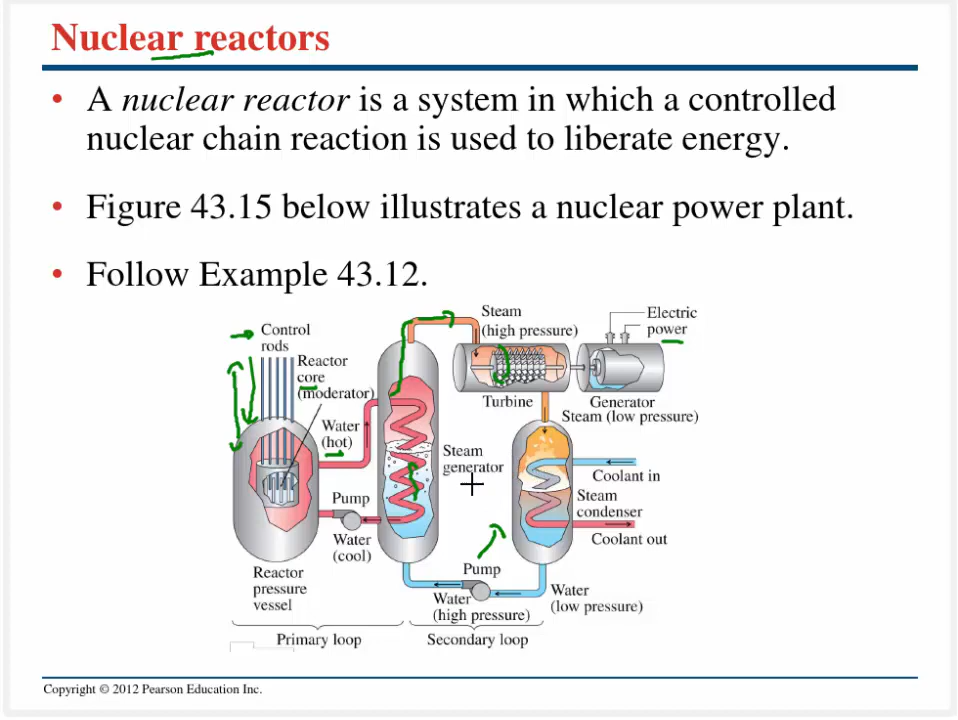 Nuclear reactors
• A nuclear reactor is a system in which a controlled
nuclear chain reaction is used to liberate energy.
• Figure 43.15 below illustrates a nuclear power plant.
• Follow Example 43.12.
Control
rods
Reactor
core
(moderator)
Water
(hot)
Pump
Water
(cool)
Reactor
pressure
vessel
Primary loop
Steam
(high pressure)
Turbine
Electric
power
Generator
Steam (low pressure)
Steam
generator
Coolant in
Steam
condenser
Coolant out
Pump
Water
(high pressure)
Water
(low pressure)
Secondary loop
Copyright © 2012 Pearson Education Inc.